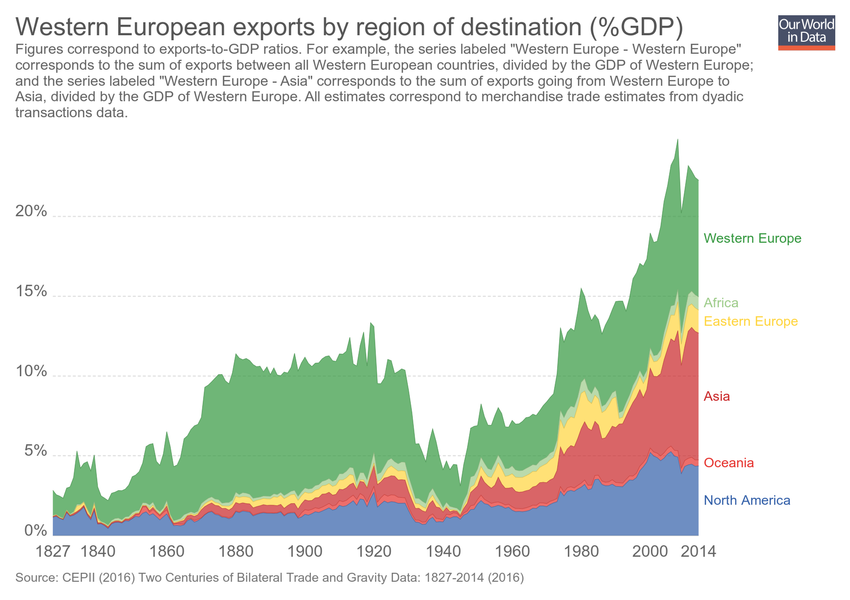 Western European exports by region of destination (%GDP)
Our World
in Data
Figures correspond to exports-to-GDP ratios. For example, the series labeled "Western Europe - Western Europe"
corresponds to the sum of exports between all Western European countries, divided by the GDP of Western Europe;
and the series labeled "Western Europe - Asia" corresponds to the sum of exports going from Western Europe to
Asia, divided by the GDP of Western Europe. All estimates correspond to merchandise trade estimates from dyadic
transactions data.
20%
Western Europe
15%
Africa
Eastern Europe
10%
Asia
5%
Oceania
North America
0%
1827 1840 1860 1880 1900 1920 1940 1960 1980 2000 2014
Source: CEPII (2016) Two Centuries of Bilateral Trade and Gravity Data: 1827-2014 (2016)